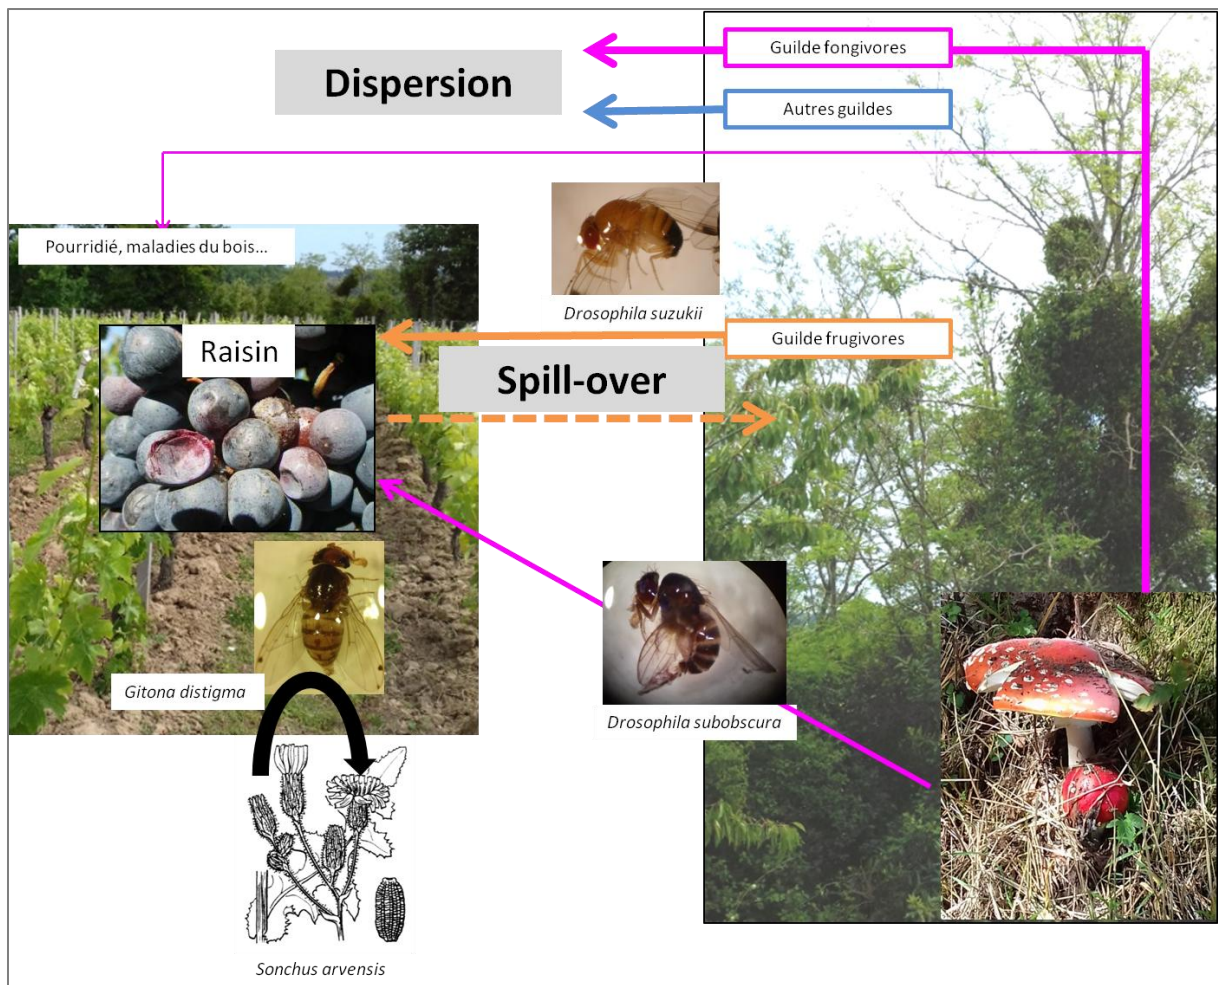 Guilde fongivores
Dispersion
Autres guildes
Pourridié, maladies du bois...
Drosophila suzukii
Raisin
Guilde frugivores
Spill-over
Gitona distigma
Drosophila subobscura
Sonchus arvensis